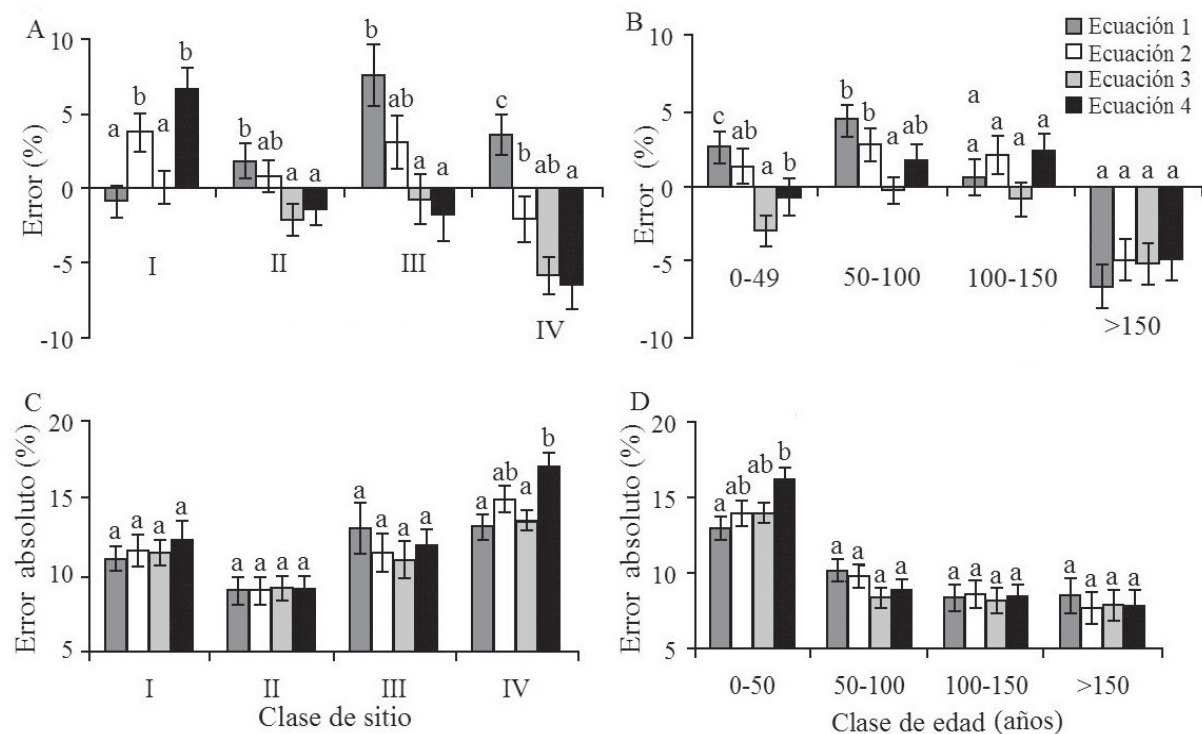 A
B
Ecuación 1
Ecuación 2
Ecuación 3
Ecuación 4
Error (%)
10
5
0
-5
-10
a b a b
b ab a a
b ab a a
c b ab a
I
II
III
IV
Error (%)
10
5
0
-5
-10
c ab a b
b b a ab
a a a a
a a a a
0-49
50-100
100-150
>150
C
Error absoluto (%)
20
15
10
5
a a a a
a a a a
a a a a
a ab a b
I
II
III
IV
Clase de sitio
D
Error absoluto (%)
20
15
10
5
a ab ab b
a a a a
a a a a
a a a a
0-50
50-100
100-150
>150
Clase de edad (años)